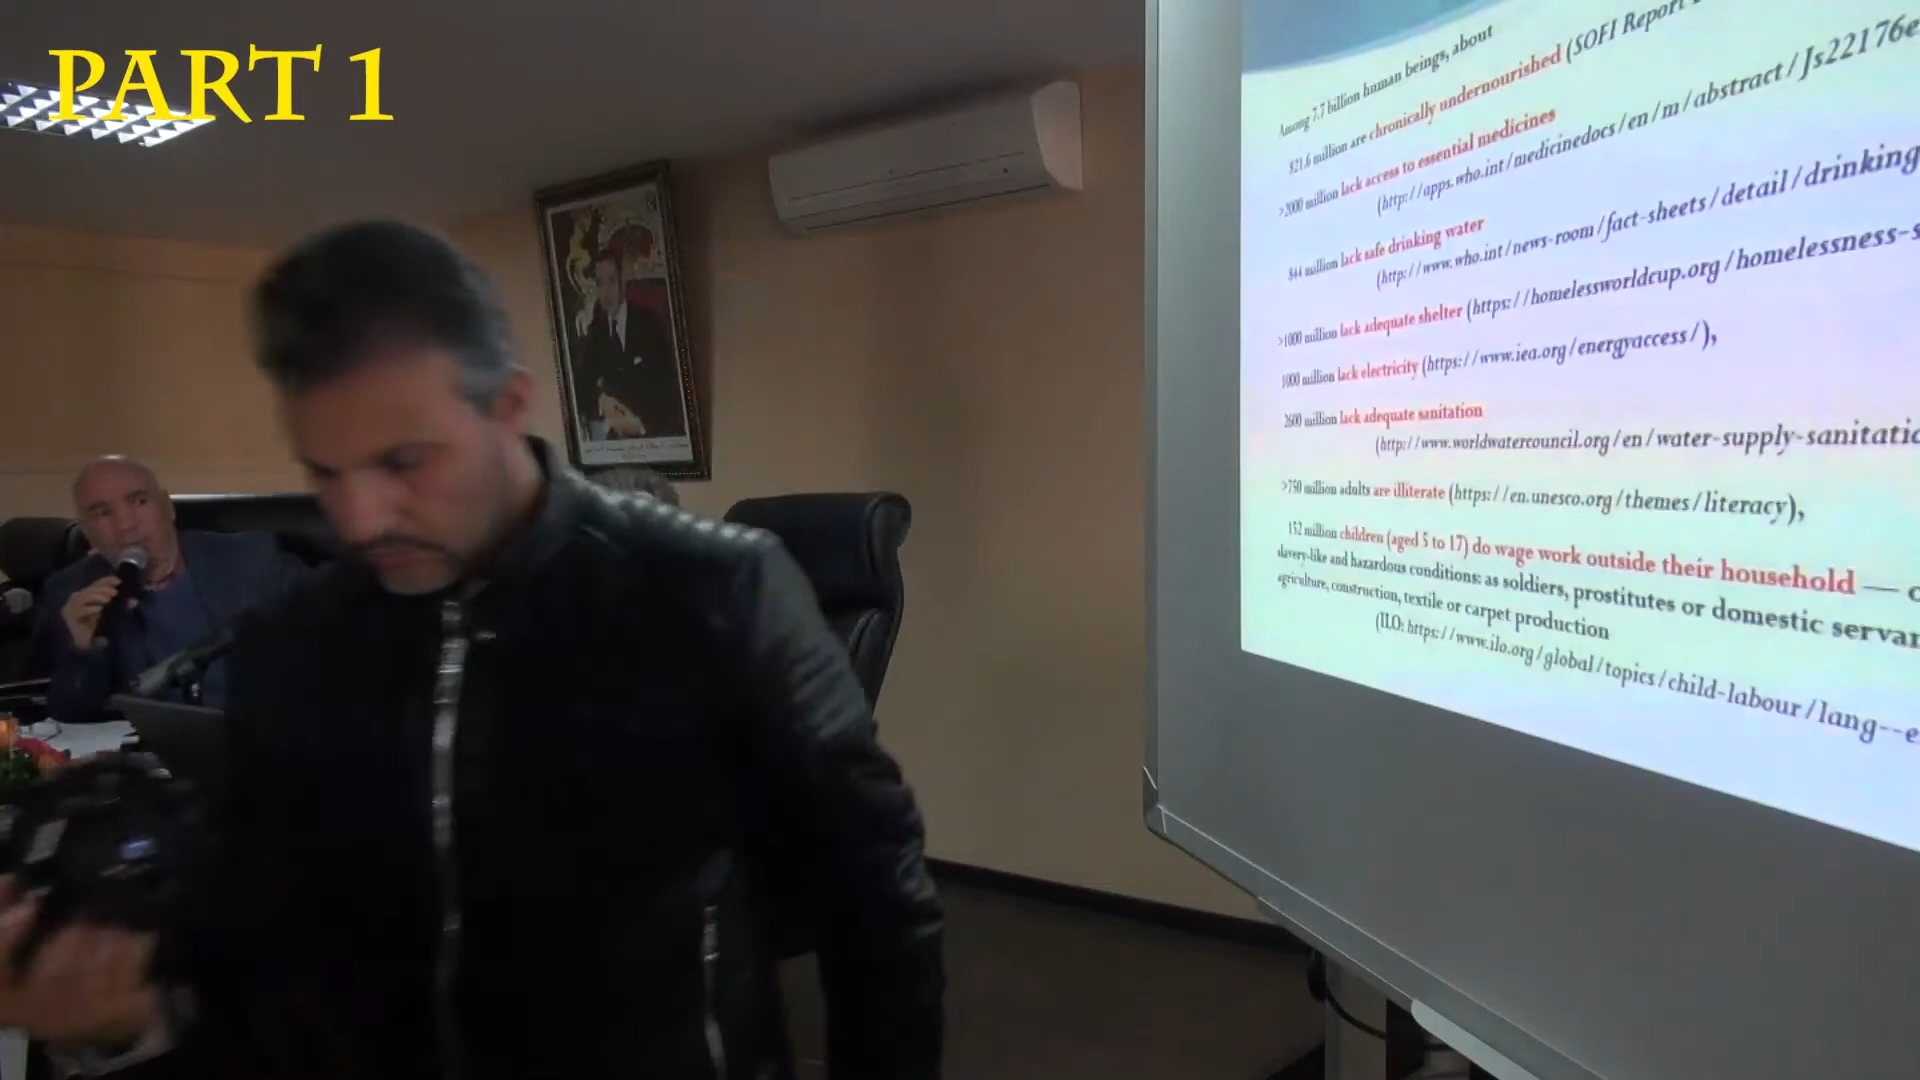 PART 1
Among 7.7 billion human beings, about
821.6 million are chronically undernourished (SOFI Report
>2000 million lack access to essential medicines
(http://apps.who.int/medicinedocs/en/m/abstract/Js22176e
844 million lack safe drinking water
(http://www.who.int/news-room/fact-sheets/detail/drinking
>1000 million lack adequate shelter (https://homelessworldcup.org/homelessness-s
1000 million lack electricity (https://www.iea.org/energyaccess/),
2600 million lack adequate sanitation
(http://www.worldwatercouncil.org/en/water-supply-sanitatio
>750 million adults are illiterate (https://en.unesco.org/themes/literacy),
152 million children (aged 5 to 17) do wage work outside their household —
slavery-like and hazardous conditions: as soldiers, prostitutes or domestic servan
agriculture, construction, textile or carpet production
(ILO: https://www.ilo.org/global/topics/child-labour/lang--e